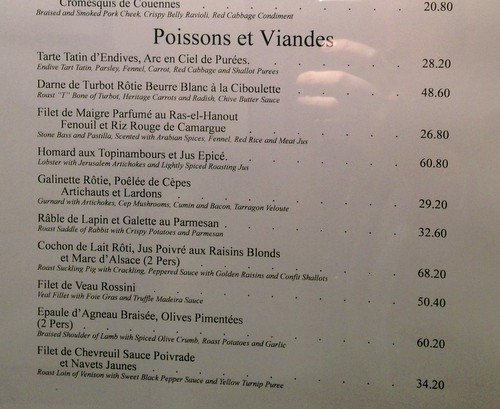 Cromesquis de Couennes . . . . 20.80
Braised and Smoked Pork Cheek, Crispy Belly Ravioli, Red Cabbage Condiment
Poissons et Viandes
Tarte Tatin d'Endives, Arc en Ciel de Purées. . . . . . . . 28.20
Endive Tart Tatin, Parsley, Fennel, Carrot, Red Cabbage and Shallot Purees
Darne de Turbot Rôtie Beurre Blanc à la Ciboulette . . . . . . 48.60
Roast "T" Bone of Turbot, Heritage Carrots and Radish, Chive Butter Sauce
Filet de Maigre Parfumé au Ras-el-Hanout
Fenouil et Riz Rouge de Camargue . . . . . . . . 26.80
Stone Bass and Pastilla, Scented with Arabian Spices, Fennel, Red Rice and Meat Jus
Homard aux Topinambours et Jus Epicé. . . . . . . . 60.80
Lobster with Jerusalem Artichokes and Lightly Spiced Roasting Jus
Galinette Rôtie, Poêlée de Cèpes
Artichauts et Lardons . . . . . . . . . . 29.20
Gurnard with Artichokes, Cep Mushrooms, Cumin and Bacon, Tarragon Veloute
Râble de Lapin et Galette au Parmesan . . . . . . . . 32.60
Roast Saddle of Rabbit with Crispy Potatoes and Parmesan
Cochon de Lait Rôti, Jus Poivré aux Raisins Blonds
et Marc d'Alsace (2 Pers) . . . . . . . . . . 68.20
Roast Suckling Pig with Crackling, Peppered Sauce with Golden Raisins and Confit Shallots
Filet de Veau Rossini . . . . . . . . . . 50.40
Veal Fillet with Foie Gras and Truffle Madeira Sauce
Epaule d'Agneau Braisée, Olives Pimentées
(2 Pers) . . . . . . . . . . . . 60.20
Braised Shoulder of Lamb with Spiced Olive Crumb, Roast Potatoes and Garlic
Filet de Chevreuil Sauce Poivrade
et Navets Jaunes . . . . . . . . . . 34.20
Roast Loin of Venison with Sweet Black Pepper Sauce and Yellow Turnip Puree